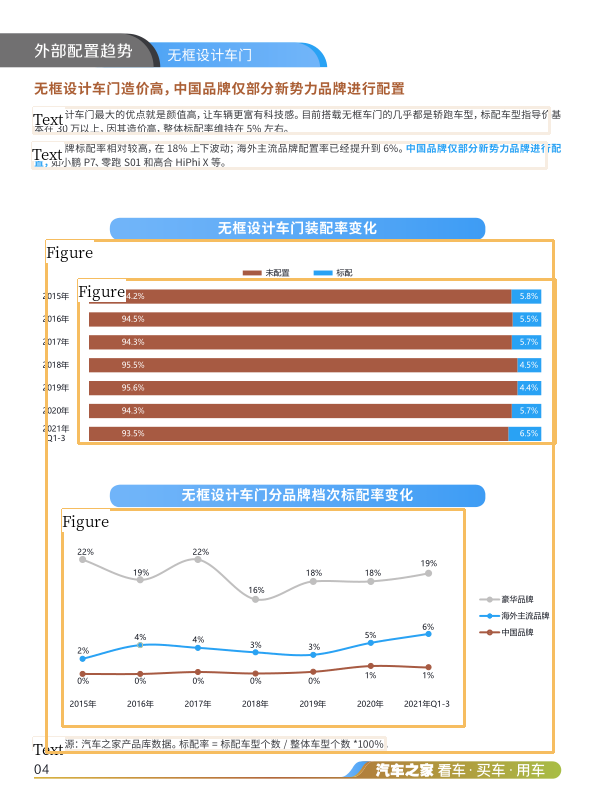 外部配置趋势
无框设计车门
无框设计车门造价高，中国品牌仅部分新势力品牌进行配置
Text计车门最大的优点就是颜值高，让车辆更富有科技感。目前搭载无框车门的几乎都是轿跑车型，标配车型指导价基
本在 30 万以上，因其造价高，整体标配率维持在 5% 左右。
Text牌标配率相对较高，在 18% 上下波动；海外主流品牌配置率已经提升到 6%。中国品牌仅部分新势力品牌进行配
置，如小鹏 P7、零跑 S01 和高合 HiPhi X 等。
无框设计车门装配率变化
Figure
未配置 标配
Figure
2015年 4.2% 5.8%
2016年 94.5% 5.5%
2017年 94.3% 5.7%
2018年 95.5% 4.5%
2019年 95.6% 4.4%
2020年 94.3% 5.7%
2021年
Q1-3 93.5% 6.5%
无框设计车门分品牌档次标配率变化
Figure
22% 19% 22% 16% 18% 18% 19%
豪华品牌
海外主流品牌
中国品牌
2% 4% 4% 3% 3% 5% 6%
0% 0% 0% 0% 0% 1% 1%
2015年 2016年 2017年 2018年 2019年 2020年 2021年Q1-3
Text源：汽车之家产品库数据。标配率 = 标配车型个数 / 整体车型个数 *100%
04
汽车之家 看车 · 买车 · 用车